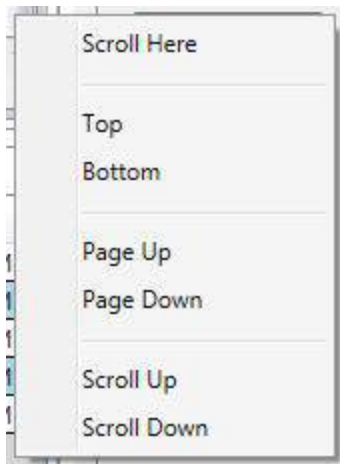 Scroll Here
Top
Bottom
Page Up
Page Down
Scroll Up
Scroll Down